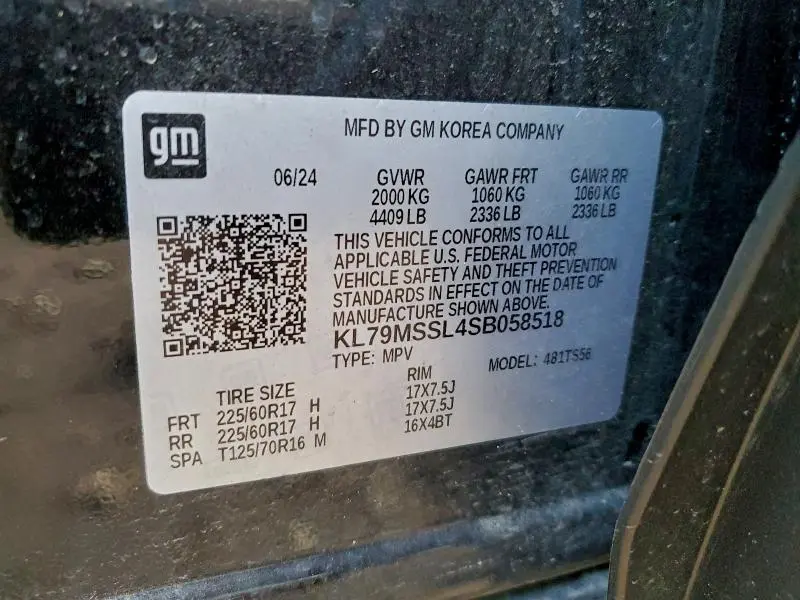 gm
MFD BY GM KOREA COMPANY
06/24 GVWR GAWR FRT GAWR RR
2000 KG 1060 KG 1060 KG
4409 LB 2336 LB 2336 LB
THIS VEHICLE CONFORMS TO ALL
APPLICABLE U.S. FEDERAL MOTOR
VEHICLE SAFETY AND THEFT PREVENTION
STANDARDS IN EFFECT ON THE DATE OF
MANUFACTURE SHOWN ABOVE.
KL79MSSL4SB058518
TYPE: MPV MODEL: 481TS56
TIRE SIZE RIM
FRT 225/60R17 H 17X7.5J
RR 225/60R17 H 17X7.5J
SPA T125/70R16 M 16X4BT